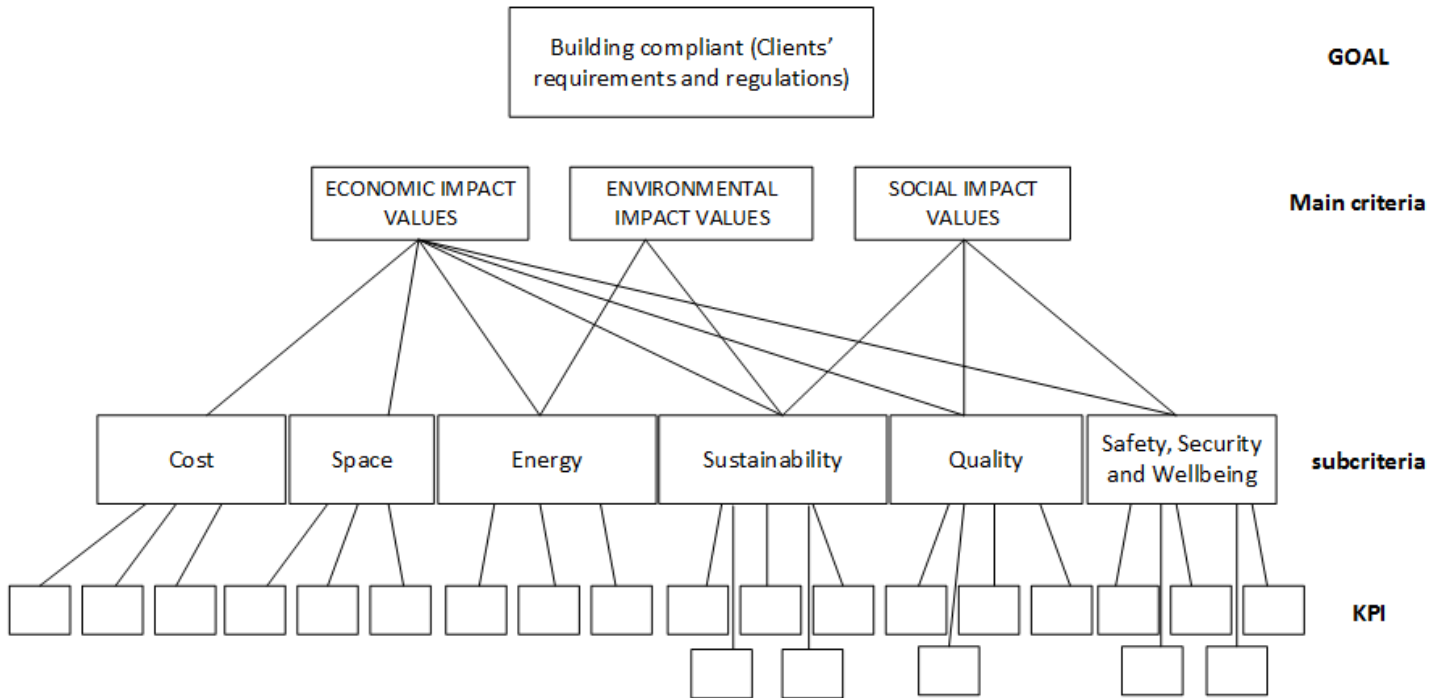 Building compliant (Clients’
requirements and regulations)
GOAL
ECONOMIC IMPACT
VALUES
ENVIRONMENTAL
IMPACT VALUES
SOCIAL IMPACT
VALUES
Main criteria
Cost
Space
Energy
Sustainability
Quality
Safety, Security
and Wellbeing
subcriteria
KPI